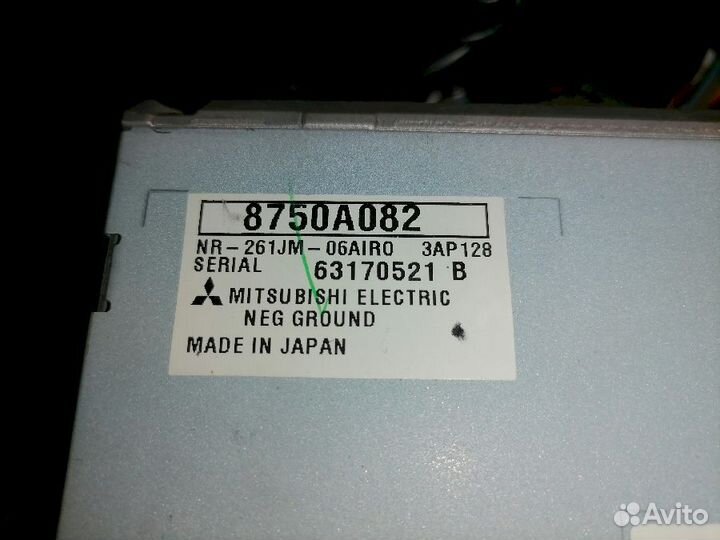 8750A082
NR-261JM-06AIRO 3AP128
SERIAL 63170521 B
MITSUBISHI ELECTRIC
NEG GROUND
MADE IN JAPAN
Avito